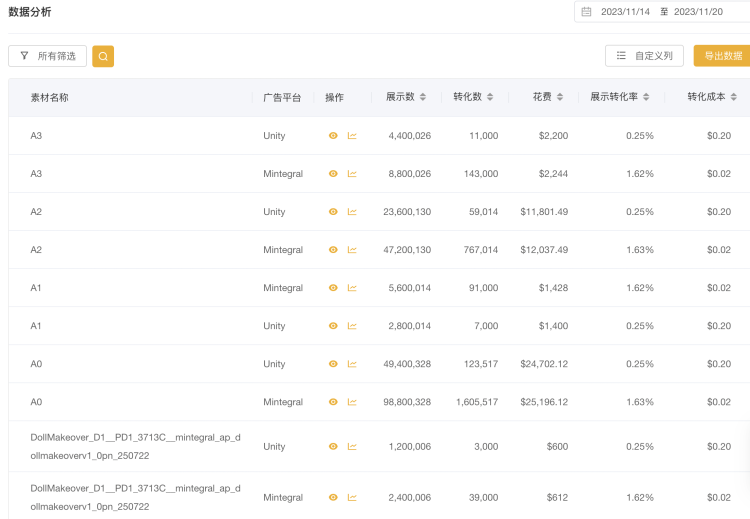 数据分析
2023/11/14 至 2023/11/20
所有筛选 自定义列 导出数据
素材名称 广告平台 操作 展示数 转化数 花费 展示转化率 转化成本
A3 Unity 4,400,026 11,000 $2,200 0.25% $0.20
A3 Mintegral 8,800,026 143,000 $2,244 1.62% $0.02
A2 Unity 23,600,130 59,014 $11,801.49 0.25% $0.20
A2 Mintegral 47,200,130 767,014 $12,037.49 1.63% $0.02
A1 Mintegral 5,600,014 91,000 $1,428 1.62% $0.02
A1 Unity 2,800,014 7,000 $1,400 0.25% $0.20
A0 Unity 49,400,328 123,517 $24,702.12 0.25% $0.20
A0 Mintegral 98,800,328 1,605,517 $25,196.12 1.63% $0.02
DollMakeover_D1__PD1_3713C__mintegral_ap_d
ollmakeoverv1_0pn_250722 Unity 1,200,006 3,000 $600 0.25% $0.20
DollMakeover_D1__PD1_3713C__mintegral_ap_d
ollmakeoverv1_0pn_250722 Mintegral 2,400,006 39,000 $612 1.62% $0.02